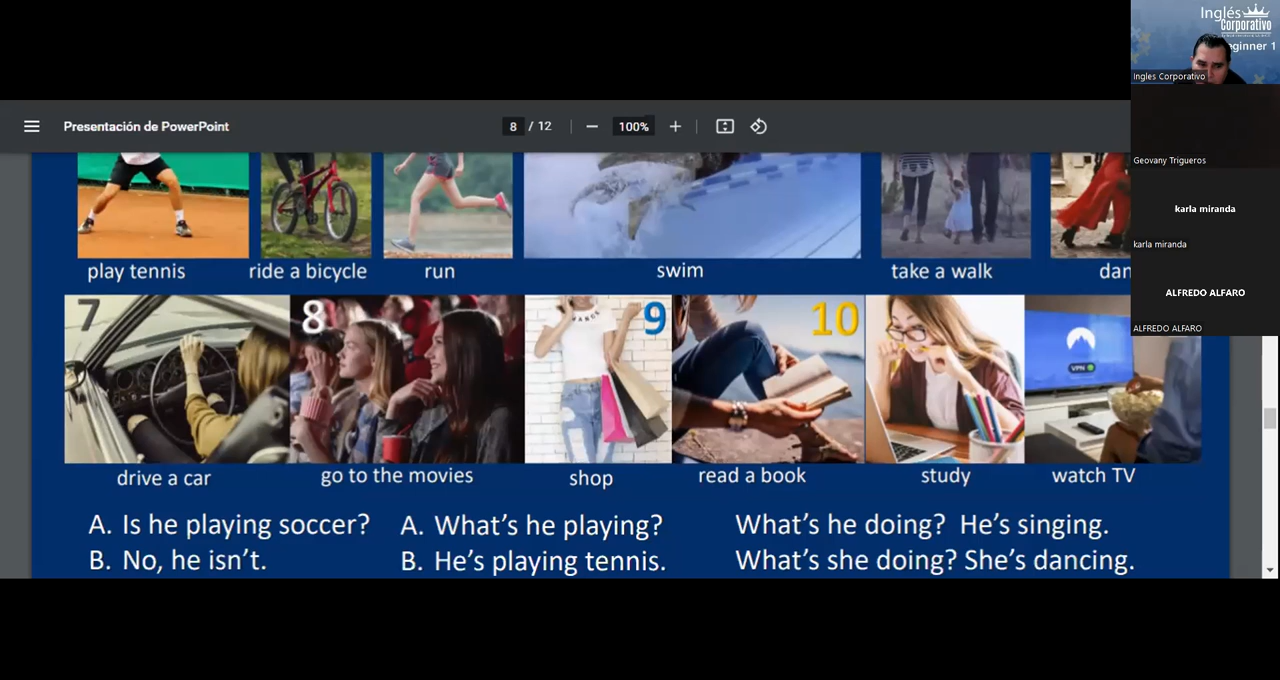 Inglés
Corporativo
eginner 1
Ingles Corporativo
Presentación de PowerPoint
8 / 12
100%
Geovany Trigueros
karla miranda
karla miranda
ALFREDO ALFARO
ALFREDO ALFARO
play tennis ride a bicycle run swim take a walk dan
7 8 9 10
drive a car go to the movies shop read a book study watch TV
VPN
A. Is he playing soccer? A. What's he playing? What's he doing? He's singing.
B. No, he isn't. B. He's playing tennis. What's she doing? She's dancing.